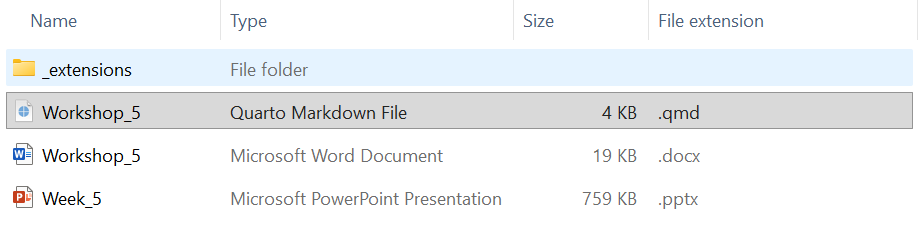 Name Type Size File extension
_extensions File folder
Workshop_5 Quarto Markdown File 4 KB .qmd
Workshop_5 Microsoft Word Document 19 KB .docx
Week_5 Microsoft PowerPoint Presentation 759 KB .pptx